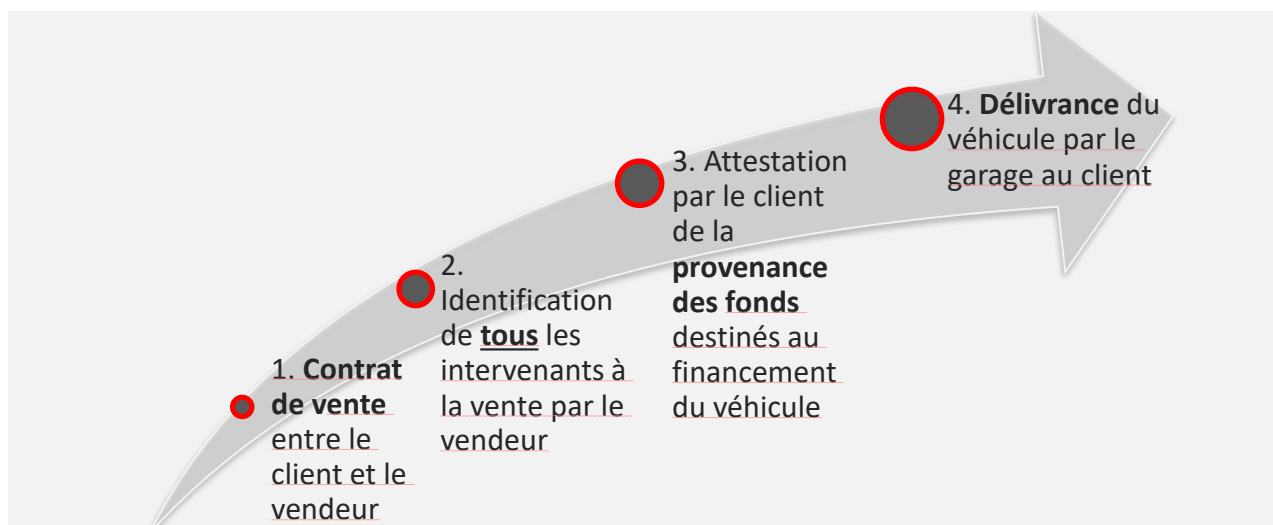 1. Contrat
de vente
entre le
client et le
vendeur
2.
Identification
de tous les
intervenants à
la vente par le
vendeur
3. Attestation
par le client
de la
provenance
des fonds
destinés au
financement
du véhicule
4. Délivrance du
véhicule par le
garage au client